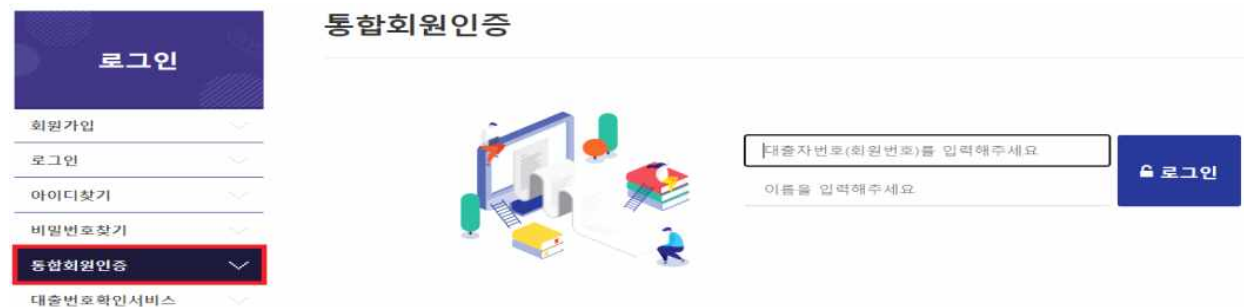 로그인
회원가입
로그인
아이디찾기
비밀번호찾기
통합회원인증
대출번호확인서비스
통합회원인증
대출자번호(회원번호)를 입력해주세요
이름을 입력해주세요
로그인